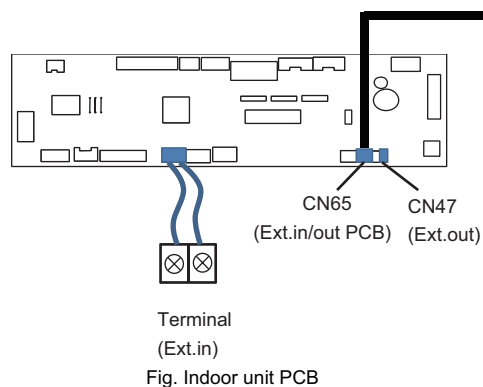 CN65
(Ext.in/out PCB)
CN47
(Ext.out)
Terminal
(Ext.in)
Fig. Indoor unit PCB